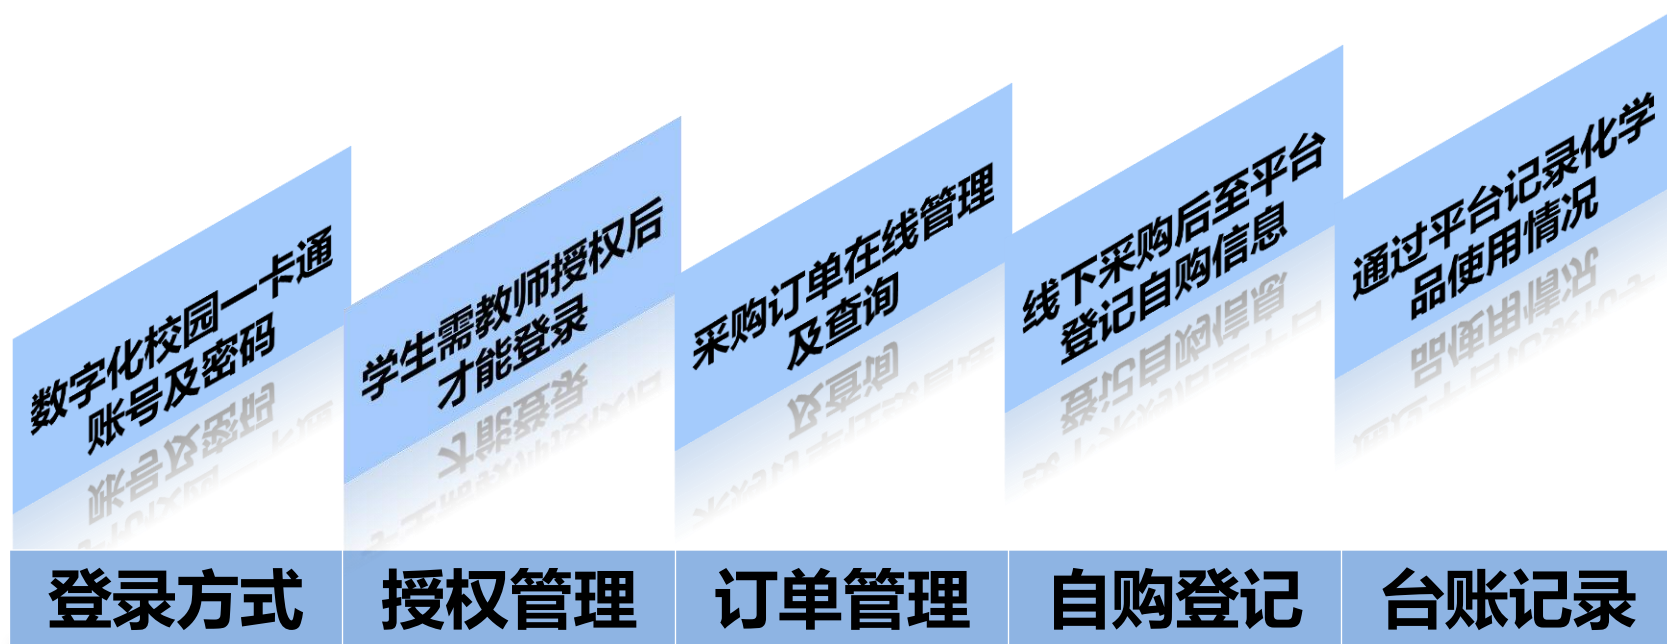 数字化校园一卡通
账号及密码
学生需教师授权后
才能登录
采购订单在线管理
及查询
线下采购后至平台
登记自购信息
通过平台记录化学
品使用情况
登录方式
授权管理
订单管理
自购登记
台账记录